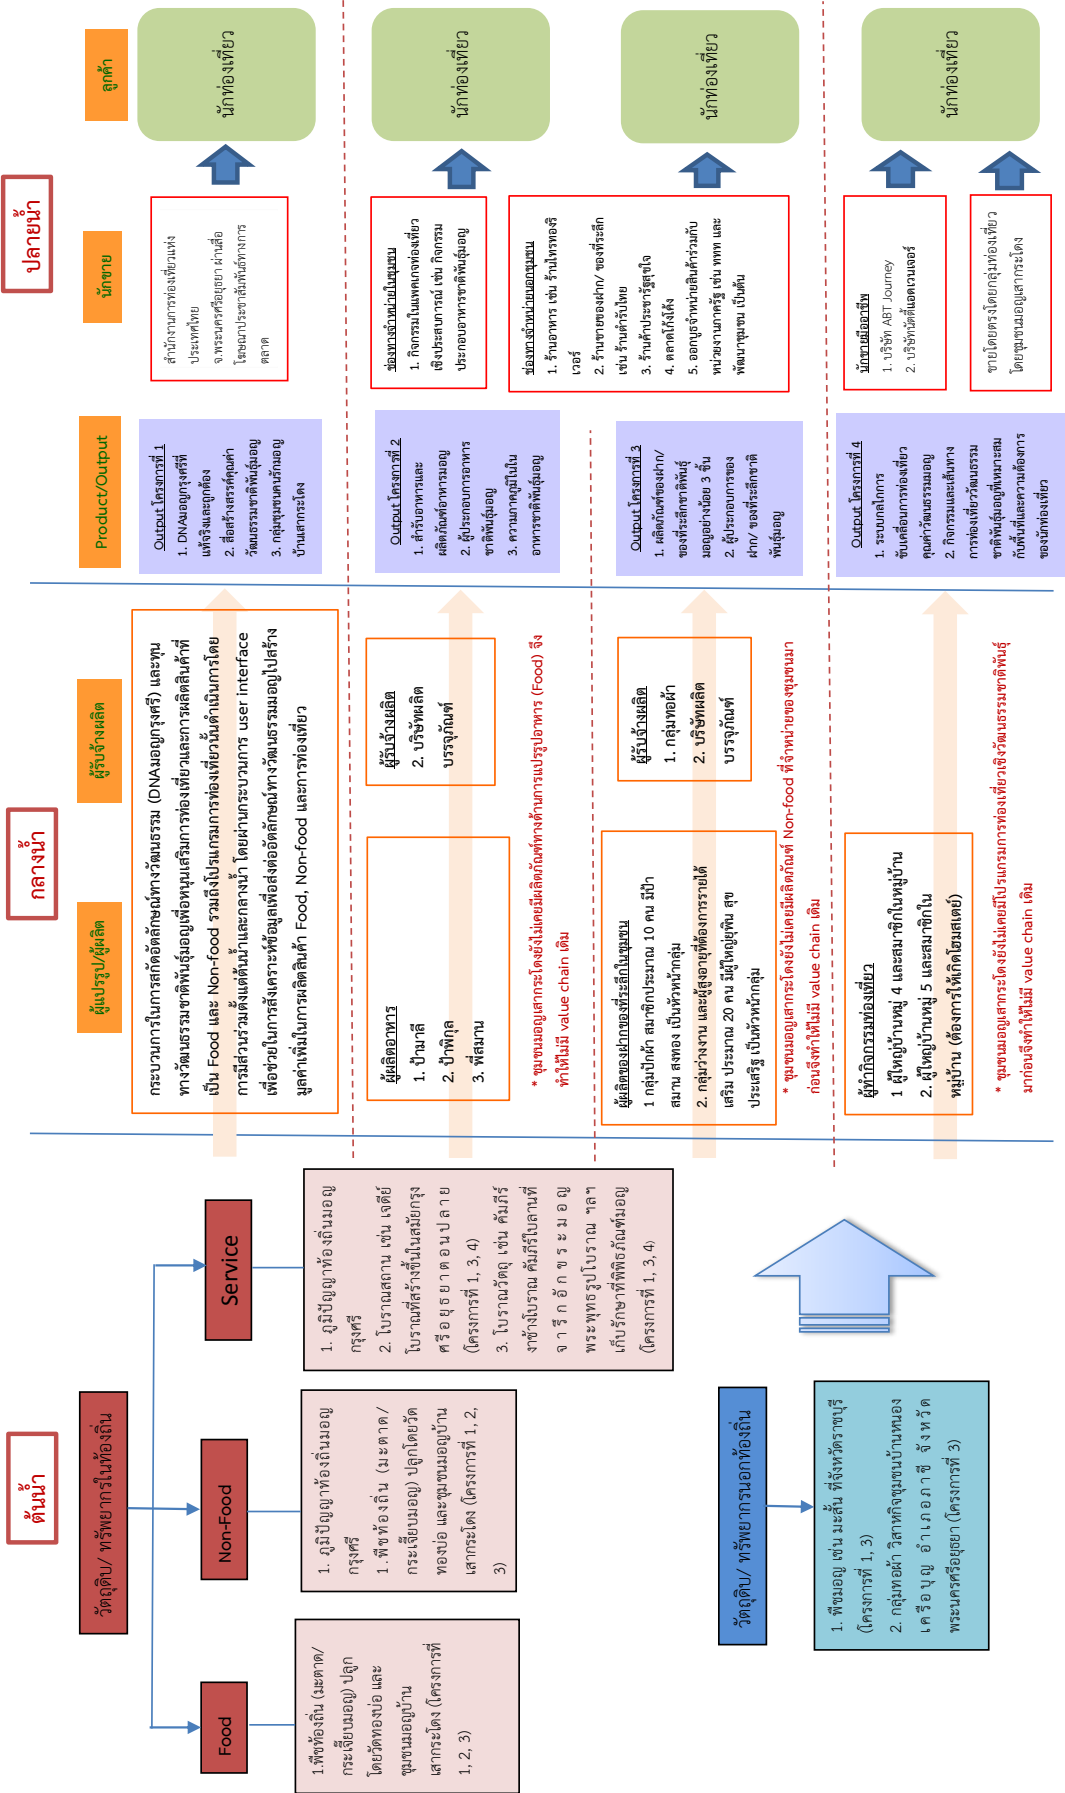 ต้นน้ำ
กลางน้ำ
ปลายน้ำ
วัตถุดิบ/ ทรัพยากรในท้องถิ่น
ผู้แปรรูป/ผู้ผลิต
ผู้รับจ้างผลิต
Product/Output
นักขาย
ลูกค้า
Food
Non-Food
Service
1.พืชท้องถิ่น (มะตาด/
กระเจี๊ยบมอญ) ปลูก
โดยวัดทองบ่อ และ
ชุมชนมอญบ้าน
เสากระโดง (โครงการที่
1, 2, 3)
1. ภูมิปัญญาท้องถิ่นมอญ
กรุงศรี
1 .พืชท้องถิ่น (มะตาด/
กระเจี๊ยบมอญ) ปลูกโดยวัด
ทองบ่อ และชุมชนมอญบ้าน
เสากระโดง (โครงการที่ 1, 2,
3)
1. ภูมิปัญญาท้องถิ่นมอญ
กรุงศรี
2. โบราณสถาน เช่น เจดีย์
โบราณที่สร้างขึ้นในสมัยกรุง
ศรีอยุธยาตอนปลาย
(โครงการที่ 1, 3, 4)
3. โบราณวัตถุ เช่น คัมภีร์
งาช้างโบราณ คัมภีร์ใบลานที่
จารึกอักขระมอญ
พระพุทธรูปโบราณ ฯลฯ
เก็บรักษาที่พิพิธภัณฑ์มอญ
(โครงการที่ 1, 3, 4)
วัตถุดิบ/ ทรัพยากรนอกท้องถิ่น
1. พืชมอญ เช่น มะสั้น ที่จังหวัดราชบุรี
(โครงการที่ 1, 3)
2. กลุ่มทอผ้า วิสาหกิจชุมชนบ้านหนอง
เครือบุญ อำเภอภาชี จังหวัด
พระนครศรีอยุธยา (โครงการที่ 3)
กระบวนการในการสกัดอัตลักษณ์ทางวัฒนธรรม (DNAมอญกรุงศรี) และทุน
ทางวัฒนธรรมชาติพันธุ์มอญเพื่อหนุนเสริมการท่องเที่ยวและการผลิตสินค้าที่
เป็น Food และ Non-food รวมถึงโปรแกรมการท่องเที่ยวนั้นดำเนินการโดย
การมีส่วนร่วมตั้งแต่ต้นน้ำและกลางน้ำ โดยผ่านกระบวนการ user interface
เพื่อช่วยในการสังเคราะห์ข้อมูลเพื่อส่งต่ออัตลักษณ์ทางวัฒนธรรมมอญไปสร้าง
มูลค่าเพิ่มในการผลิตสินค้า Food, Non-food และการท่องเที่ยว
Output โครงการที่ 1
1. DNAมอญกรุงศรีที่
แท้จริงและถูกต้อง
2. สื่อสร้างสรรค์คุณค่า
วัฒนธรรมชาติพันธุ์มอญ
3. กลุ่มชุมชนคนรักมอญ
บ้านเสากระโดง
สำนักงานการท่องเที่ยวแห่ง
ประเทศไทย
จ.พระนครศรีอยุธยา ผ่านสื่อ
โฆษณาประชาสัมพันธ์ทางการ
ตลาด
นักท่องเที่ยว
ผู้ผลิตอาหาร
1. ป้ามาลี
2. ป้าพิกุล
3. พี่สมาน
ผู้รับจ้างผลิต
2. บริษัทผลิต
บรรจุภัณฑ์
* ชุมชนมอญเสากระโดงยังไม่เคยมีผลิตภัณฑ์ทางด้านการแปรรูปอาหาร (Food) จึง
ทำให้ไม่มี value chain เดิม
Output โครงการที่ 2
1. สำรับอาหารและ
ผลิตภัณฑ์อาหารมอญ
2. ผู้ประกอบการอาหาร
ชาติพันธุ์มอญ
3. ความภาคภูมิในใน
อาหารชาติพันธุ์มอญ
ช่องทางจำหน่ายในชุมชน
1. กิจกรรมในแพคเกจท่องเที่ยว
เชิงประสบการณ์ เช่น กิจกรรม
ประกอบอาหารชาติพันธุ์มอญ
นักท่องเที่ยว
ผู้ผลิตของฝากของที่ระลึกในชุมชน
1 กลุ่มปักผ้า สมาชิกประมาณ 10 คน มีป้า
สมาน สงทอง เป็นหัวหน้ากลุ่ม
2. กลุ่มว่างงาน และผู้สูงอายุที่ต้องการรายได้
เสริม ประมาณ 20 คน มีผู้ใหญ่ยุพิน สุข
ประเสริฐ เป็นหัวหน้ากลุ่ม
ผู้รับจ้างผลิต
1. กลุ่มทอผ้า
2. บริษัทผลิต
บรรจุภัณฑ์
* ชุมชนมอญเสากระโดงยังไม่เคยมีผลิตภัณฑ์ Non-food ที่จำหน่ายของชุมชนมา
ก่อนจึงทำให้ไม่มี value chain เดิม
Output โครงการที่ 3
1. ผลิตภัณฑ์ของฝาก/
ของที่ระลึกชาติพันธุ์
มอญอย่างน้อย 3 ชิ้น
2. ผู้ประกอบการของ
ฝาก/ ของที่ระลึกชาติ
พันธุ์มอญ
ช่องทางจำหน่ายนอกชุมชน
1. ร้านอาหาร เช่น ร้านไทรทองริ
เวอร์
2. ร้านขายของฝาก/ ของที่ระลึก
เช่น ร้านตำรับไทย
3. ร้านค้าประชารัฐสุขใจ
4. ตลาดโก้งโค้ง
5. ออกบูธจำหน่ายสินค้าร่วมกับ
หน่วยงานภาครัฐ เช่น ททท และ
พัฒนาชุมชน เป็นต้น
นักท่องเที่ยว
ผู้ทำกิจกรรมท่องเที่ยว
1 ผู้ใหญ่บ้านหมู่ 4 และสมาชิกในหมู่บ้าน
2. ผู้ใหญ่บ้านหมู่ 5 และสมาชิกใน
หมู่บ้าน (ต้องการให้เกิดโฮมสเตย์)
* ชุมชนมอญเสากระโดงยังไม่เคยมีโปรแกรมการท่องเที่ยวเชิงวัฒนธรรมชาติพันธุ์
มาก่อนจึงทำให้ไม่มี value chain เดิม
Output โครงการที่ 4
1. ระบบกลไกการ
ขับเคลื่อนการท่องเที่ยว
คุณค่าวัฒนธรรมมอญ
2. กิจกรรมและเส้นทาง
การท่องเที่ยววัฒนธรรม
ชาติพันธุ์มอญที่เหมาะสม
กับพื้นที่และความต้องการ
ของนักท่องเที่ยว
นักขายมืออาชีพ
1. บริษัท ABT Journey
2. บริษัทนัตตี้แอดเวนเจอร์
ขายโดยตรงโดยกลุ่มท่องเที่ยว
โดยชุมชนมอญเสากระโดง
นักท่องเที่ยว